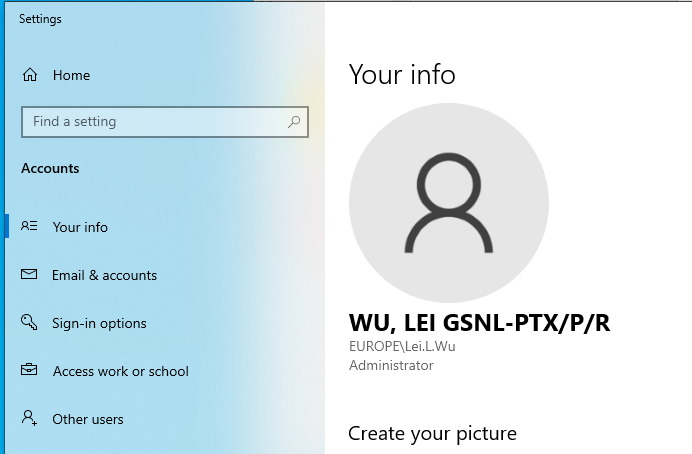 Settings
Home
Find a setting
Accounts
Your info
Email & accounts
Sign-in options
Access work or school
Other users
Your info
WU, LEI GSNL-PTX/P/R
EUROPE\Lei.L.Wu
Administrator
Create your picture